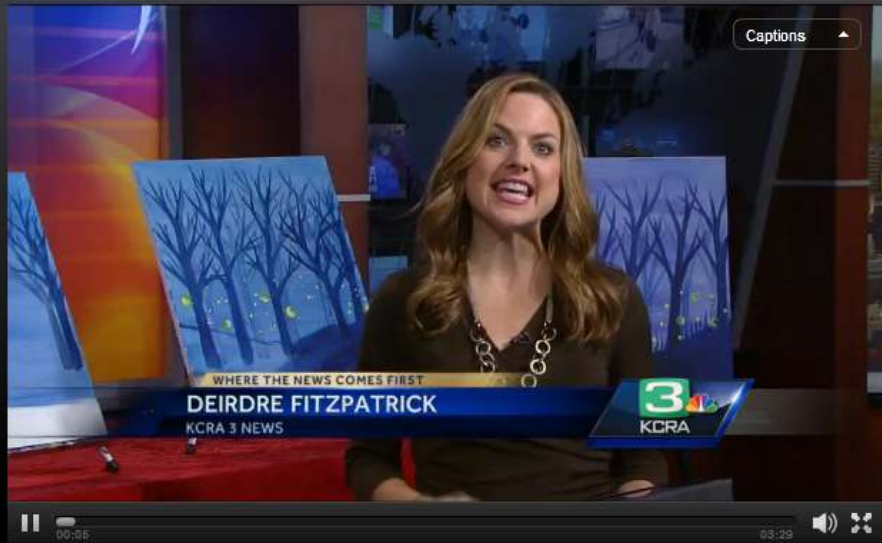 Captions
WHERE THE NEWS COMES FIRST
DEIRDRE FITZPATRICK
KCRA 3 NEWS
3
KCRA
00:05
03:29